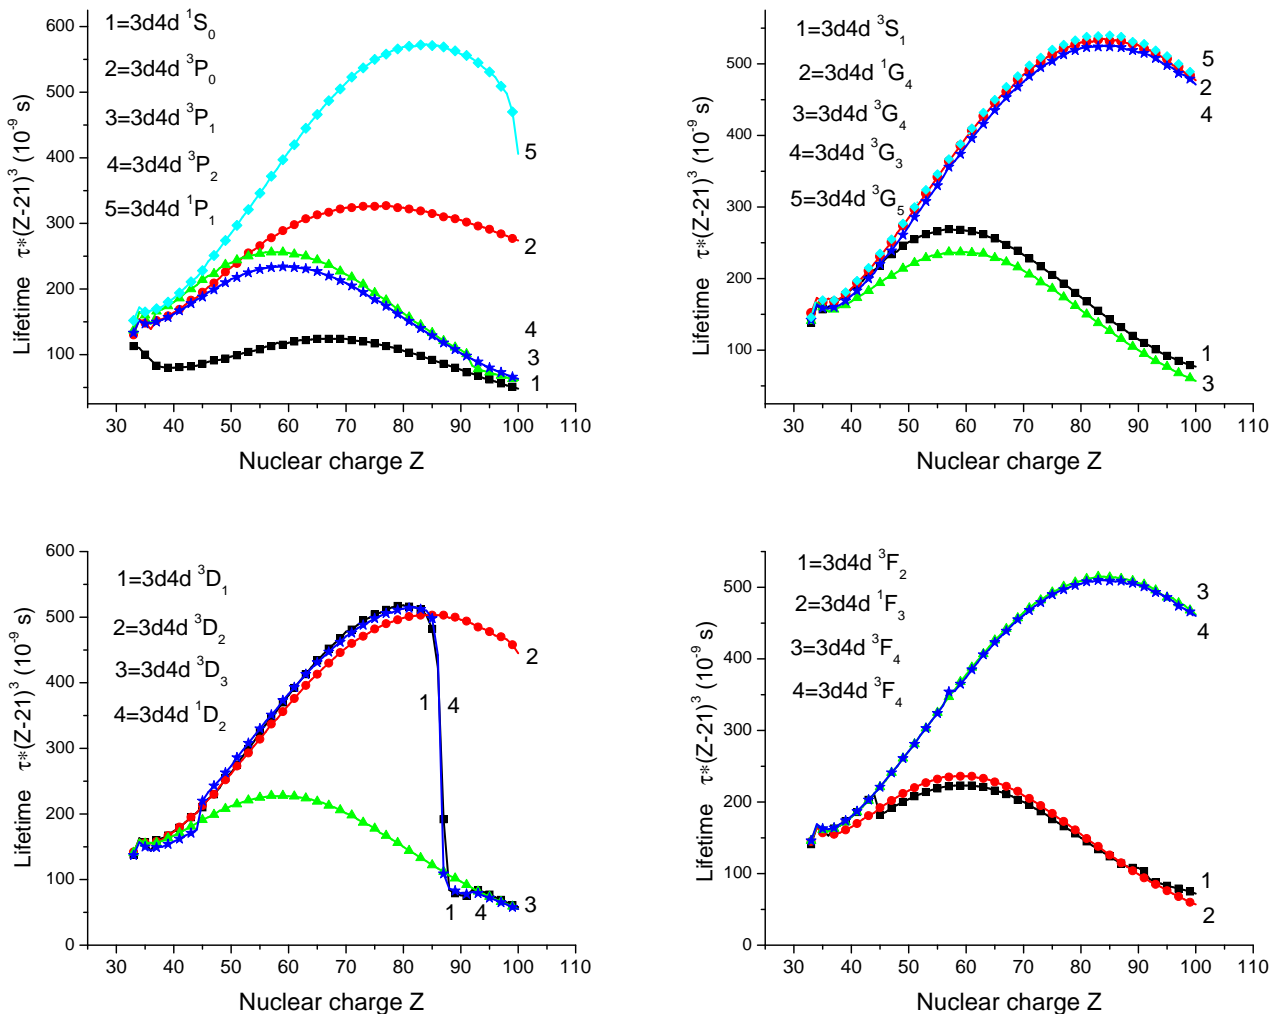 1=3d4d ¹S₀
2=3d4d ³P₀
3=3d4d ³P₁
4=3d4d ³P₂
5=3d4d ¹P₁
Lifetime τ*(Z-21)³ (10⁻⁹ s)
600
500
400
300
200
100
30 40 50 60 70 80 90 100 110
Nuclear charge Z
5
2
4
3
1
1=3d4d ³S₁
2=3d4d ¹G₄
3=3d4d ³G₄
4=3d4d ³G₃
5=3d4d ³G₅
Lifetime τ*(Z-21)³ (10⁻⁹ s)
500
400
300
200
100
30 40 50 60 70 80 90 100 110
Nuclear charge Z
5
2
4
1
3
1=3d4d ³D₁
2=3d4d ³D₂
3=3d4d ³D₃
4=3d4d ¹D₂
Lifetime τ*(Z-21)³ (10⁻⁹ s)
600
500
400
300
200
100
0
30 40 50 60 70 80 90 100 110
Nuclear charge Z
2
1 4
1 4
3
1=3d4d ³F₂
2=3d4d ¹F₃
3=3d4d ³F₄
4=3d4d ³F₄
Lifetime τ*(Z-21)³ (10⁻⁹ s)
500
400
300
200
100
0
30 40 50 60 70 80 90 100 110
Nuclear charge Z
3
4
1
2